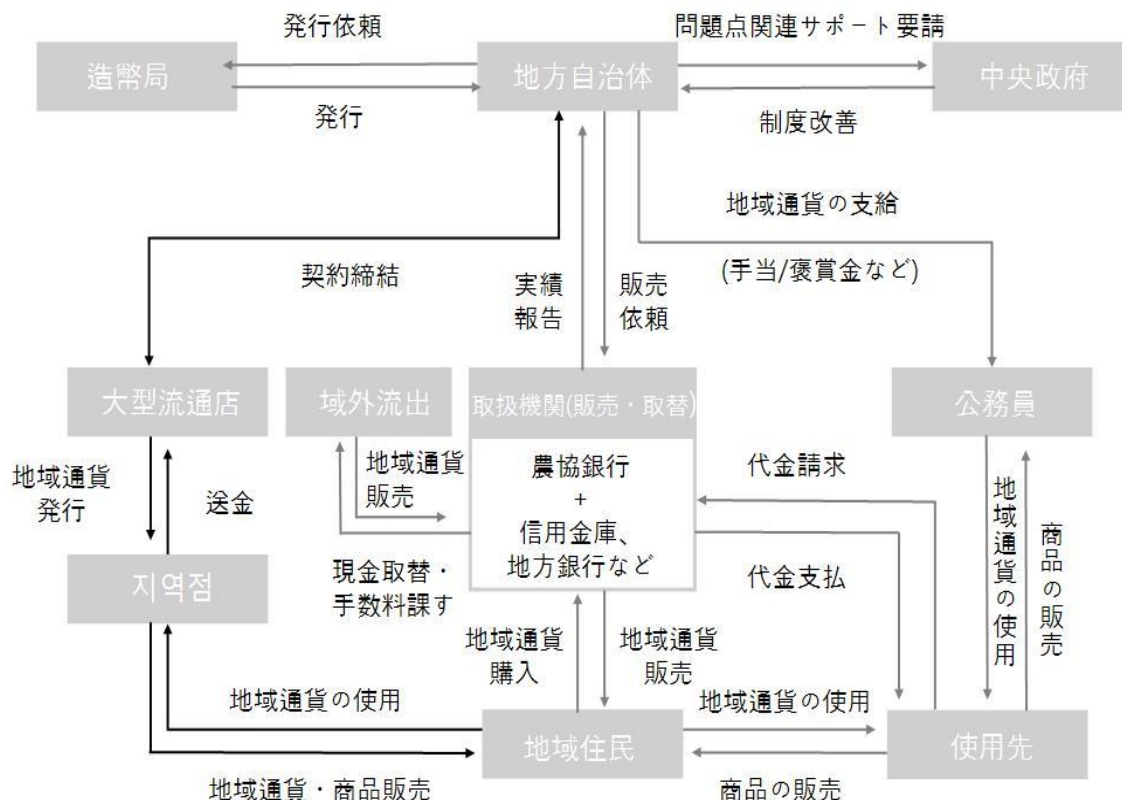 発行依頼
問題点関連サポート要請
造幣局
地方自治体
中央政府
発行
制度改善
地域通貨の支給
(手当/褒賞金など)
契約締結
実績
報告
販売
依頼
大型流通店
域外流出
取扱機関(販売・取替)
公務員
地域通貨
発行
送金
地域通貨
販売
農協銀行
+
信用金庫、
地方銀行など
代金請求
代金支払
地域通貨の使用
商品の販売
지역점
現金取替・
手数料課す
地域通貨
購入
地域通貨
販売
地域通貨の使用
地域通貨の使用
地域住民
使用先
地域通貨・商品販売
商品の販売